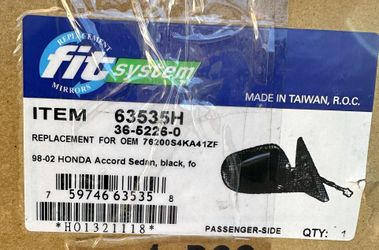 REPLACEMENT
fit system
MIRRORS
MADE IN TAIWAN, R.O.C.
ITEM 63535H
36-5226-0
REPLACEMENT FOR OEM 76200S4KA41ZF
98-02 HONDA Accord Sedan, black, fo
7 59746 63535 8
*H01321118*
PASSENGER-SIDE
QTY: 1